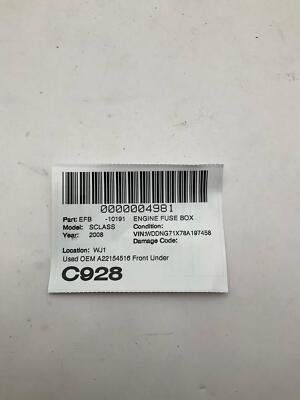 0000004981
Part: EFB -10191 ENGINE FUSE BOX
Model: SCLASS Condition:
Year: 2008 VIN:WDDNG71X78A197458
Damage Code:
Location: WJ1
Used OEM A22154516 Front Under
C928